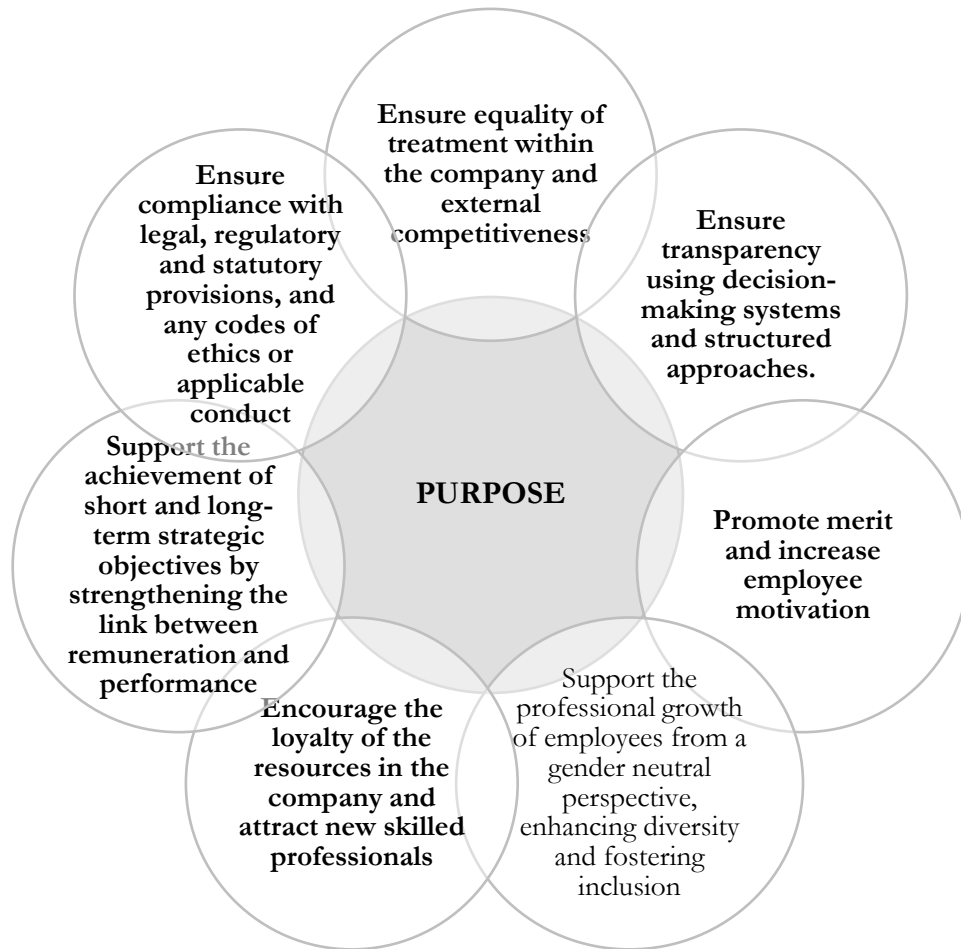 Ensure equality of
treatment within
the company and
external
competitiveness
Ensure
transparency
using decision-
making systems
and structured
approaches.
Promote merit
and increase
employee
motivation
Support the
professional growth
of employees from a
gender neutral
perspective,
enhancing diversity
and fostering
inclusion
Encourage the
loyalty of the
resources in the
company and
attract new skilled
professionals
Support the
achievement of
short and long-
term strategic
objectives by
strengthening the
link between
remuneration and
performance
Ensure
compliance with
legal, regulatory
and statutory
provisions, and
any codes of
ethics or
applicable
conduct
PURPOSE